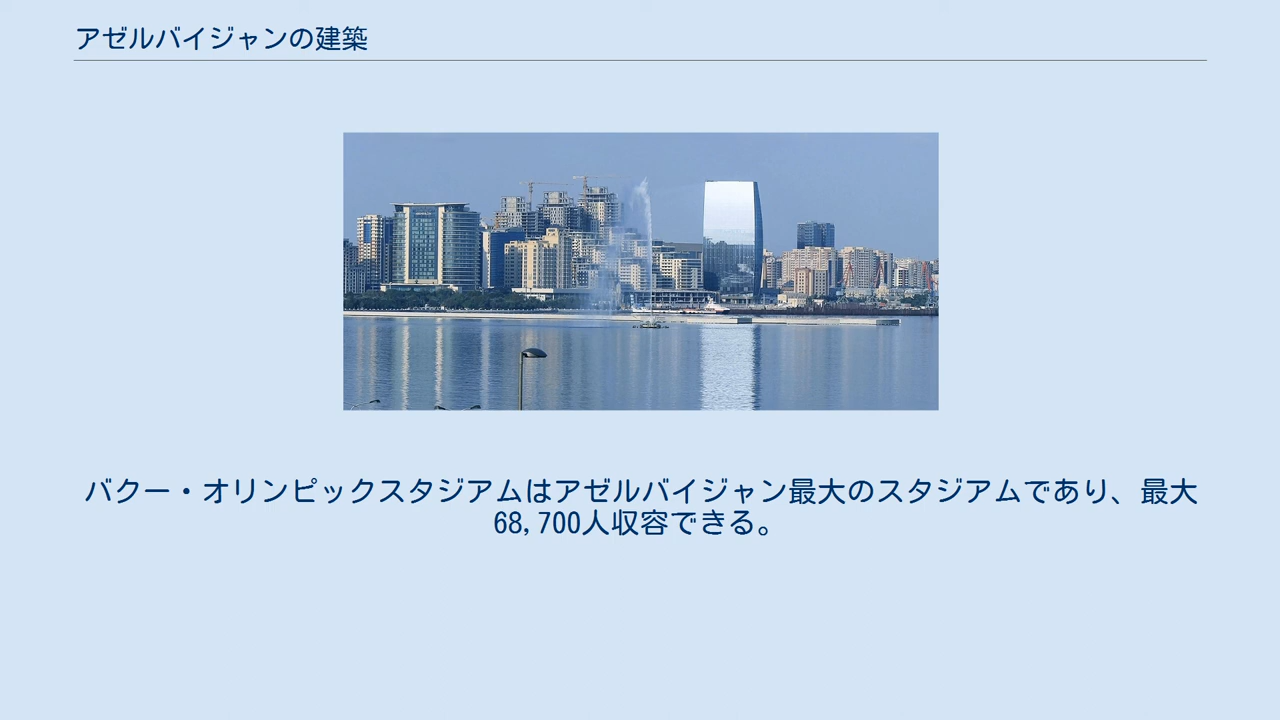 アゼルバイジャンの建築
バクー・オリンピックスタジアムはアゼルバイジャン最大のスタジアムであり、最大
68,700人収容できる。